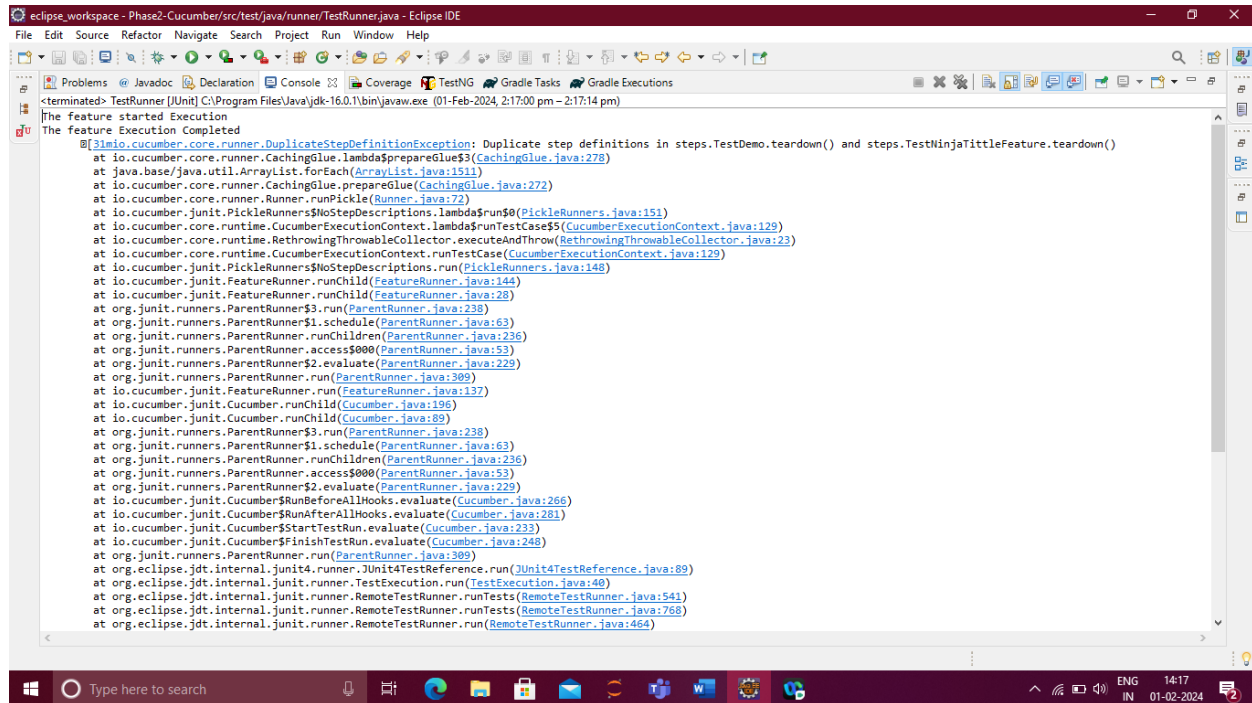 eclipse_workspace - Phase2-Cucumber/src/test/java/runner/TestRunner.java - Eclipse IDE
File Edit Source Refactor Navigate Search Project Run Window Help
Problems @ Javadoc Declaration Console Coverage TestNG Gradle Tasks Gradle Executions
<terminated> TestRunner [JUnit] C:\Program Files\Java\jdk-16.0.1\bin\javaw.exe (01-Feb-2024, 2:17:00 pm – 2:17:14 pm)
The feature started Execution
The feature Execution Completed
[31mio.cucumber.core.runner.DuplicateStepDefinitionException: Duplicate step definitions in steps.TestDemo.teardown() and steps.TestNinjaTittleFeature.teardown()
at io.cucumber.core.runner.CachingGlue.lambda$prepareGlue$3(CachingGlue.java:278)
at java.base/java.util.ArrayList.forEach(ArrayList.java:1511)
at io.cucumber.core.runner.CachingGlue.prepareGlue(CachingGlue.java:272)
at io.cucumber.core.runner.Runner.runPickle(Runner.java:72)
at io.cucumber.junit.PickleRunners$NoStepDescriptions.lambda$run$0(PickleRunners.java:151)
at io.cucumber.core.runtime.CucumberExecutionContext.lambda$runTestCase$5(CucumberExecutionContext.java:129)
at io.cucumber.core.runtime.RethrowingThrowableCollector.executeAndThrow(RethrowingThrowableCollector.java:23)
at io.cucumber.core.runtime.CucumberExecutionContext.runTestCase(CucumberExecutionContext.java:129)
at io.cucumber.junit.PickleRunners$NoStepDescriptions.run(PickleRunners.java:148)
at io.cucumber.junit.FeatureRunner.runChild(FeatureRunner.java:144)
at io.cucumber.junit.FeatureRunner.runChild(FeatureRunner.java:28)
at org.junit.runners.ParentRunner$3.run(ParentRunner.java:238)
at org.junit.runners.ParentRunner$1.schedule(ParentRunner.java:63)
at org.junit.runners.ParentRunner.runChildren(ParentRunner.java:236)
at org.junit.runners.ParentRunner.access$000(ParentRunner.java:53)
at org.junit.runners.ParentRunner$2.evaluate(ParentRunner.java:229)
at org.junit.runners.ParentRunner.run(ParentRunner.java:309)
at io.cucumber.junit.FeatureRunner.run(FeatureRunner.java:137)
at io.cucumber.junit.Cucumber.runChild(Cucumber.java:196)
at io.cucumber.junit.Cucumber.runChild(Cucumber.java:89)
at org.junit.runners.ParentRunner$3.run(ParentRunner.java:238)
at org.junit.runners.ParentRunner$1.schedule(ParentRunner.java:63)
at org.junit.runners.ParentRunner.runChildren(ParentRunner.java:236)
at org.junit.runners.ParentRunner.access$000(ParentRunner.java:53)
at org.junit.runners.ParentRunner$2.evaluate(ParentRunner.java:229)
at io.cucumber.junit.Cucumber$RunBeforeAllHooks.evaluate(Cucumber.java:266)
at io.cucumber.junit.Cucumber$RunAfterAllHooks.evaluate(Cucumber.java:281)
at io.cucumber.junit.Cucumber$StartTestRun.evaluate(Cucumber.java:233)
at io.cucumber.junit.Cucumber$FinishTestRun.evaluate(Cucumber.java:248)
at org.junit.runners.ParentRunner.run(ParentRunner.java:309)
at org.eclipse.jdt.internal.junit4.runner.JUnit4TestReference.run(JUnit4TestReference.java:89)
at org.eclipse.jdt.internal.junit.runner.TestExecution.run(TestExecution.java:40)
at org.eclipse.jdt.internal.junit.runner.RemoteTestRunner.runTests(RemoteTestRunner.java:541)
at org.eclipse.jdt.internal.junit.runner.RemoteTestRunner.runTests(RemoteTestRunner.java:768)
at org.eclipse.jdt.internal.junit.runner.RemoteTestRunner.run(RemoteTestRunner.java:464)
Type here to search
ENG 14:17
IN 01-02-2024
2